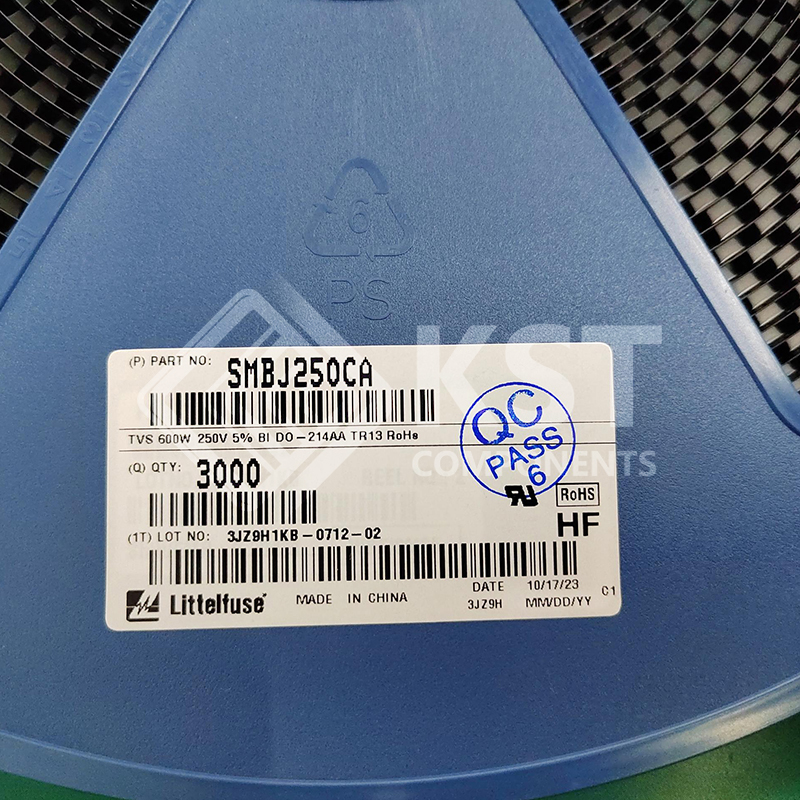 6
PS
KST
COMPONENTS
(P) PART NO: SMBJ250CA
TVS 600W 250V 5% BI DO-214AA TR13 RoHs
(Q) QTY: 3000
QC
PASS
6
RoHS
HF
(1T) LOT NO: 3JZ9H1KB-0712-02
Littelfuse
MADE IN CHINA
DATE 10/17/23
3JZ9H MM/DD/YY
C1